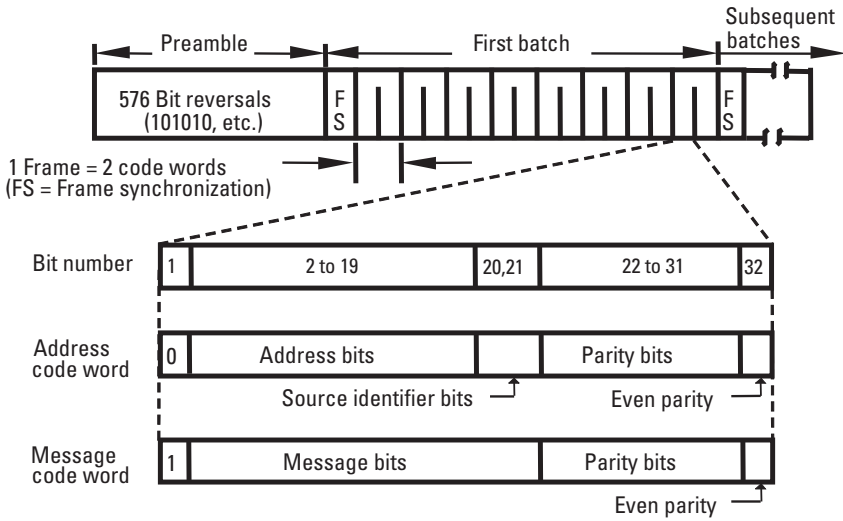 Preamble
First batch
Subsequent
batches
576 Bit reversals
(101010, etc.)
F
S
F
S
1 Frame = 2 code words
(FS = Frame synchronization)
Bit number
1
2 to 19
20,21
22 to 31
32
Address
code word
0
Address bits
Parity bits
Source identifier bits
Even parity
Message
code word
1
Message bits
Parity bits
Even parity